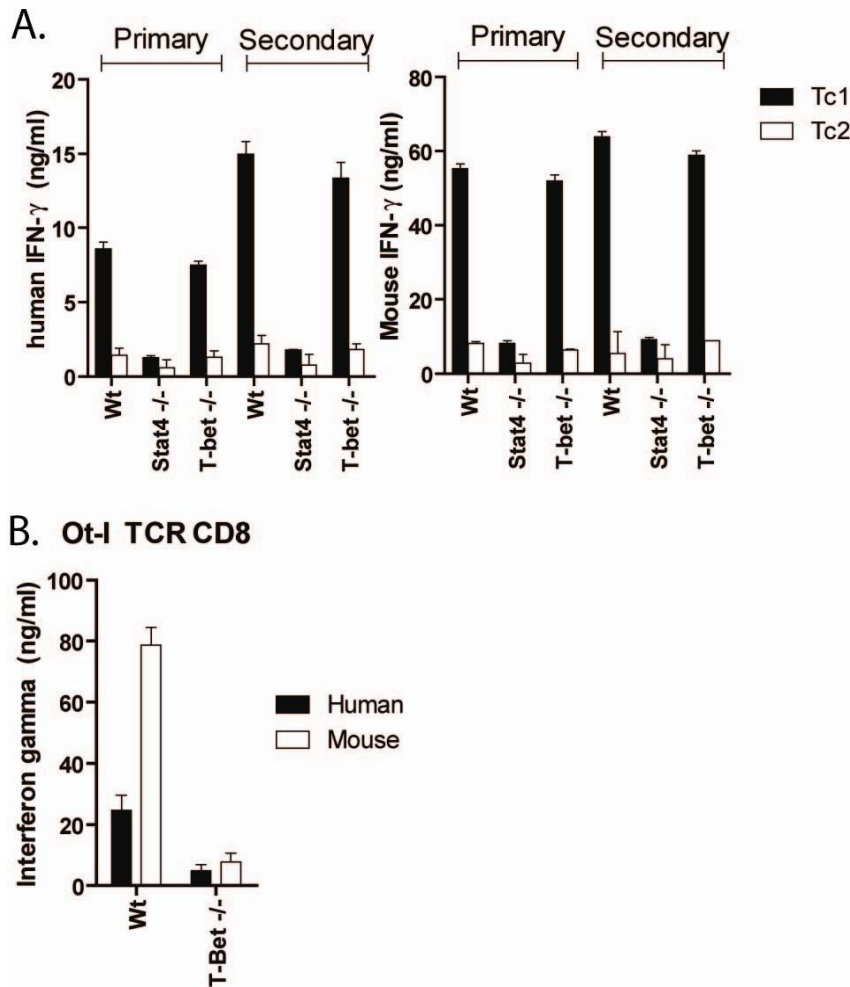 A.
Primary Secondary
human IFN-γ (ng/ml)
20
15
10
5
0
Wt
Stat4 -/-
T-bet -/-
Wt
Stat4 -/-
T-bet -/-
Primary Secondary
Mouse IFN-γ (ng/ml)
80
60
40
20
0
Wt
Stat4 -/-
T-bet -/-
Wt
Stat4 -/-
T-bet -/-
Tc1
Tc2
B. Ot-I TCR CD8
Interferon gamma (ng/ml)
100
80
60
40
20
0
Wt
T-Bet -/-
Human
Mouse